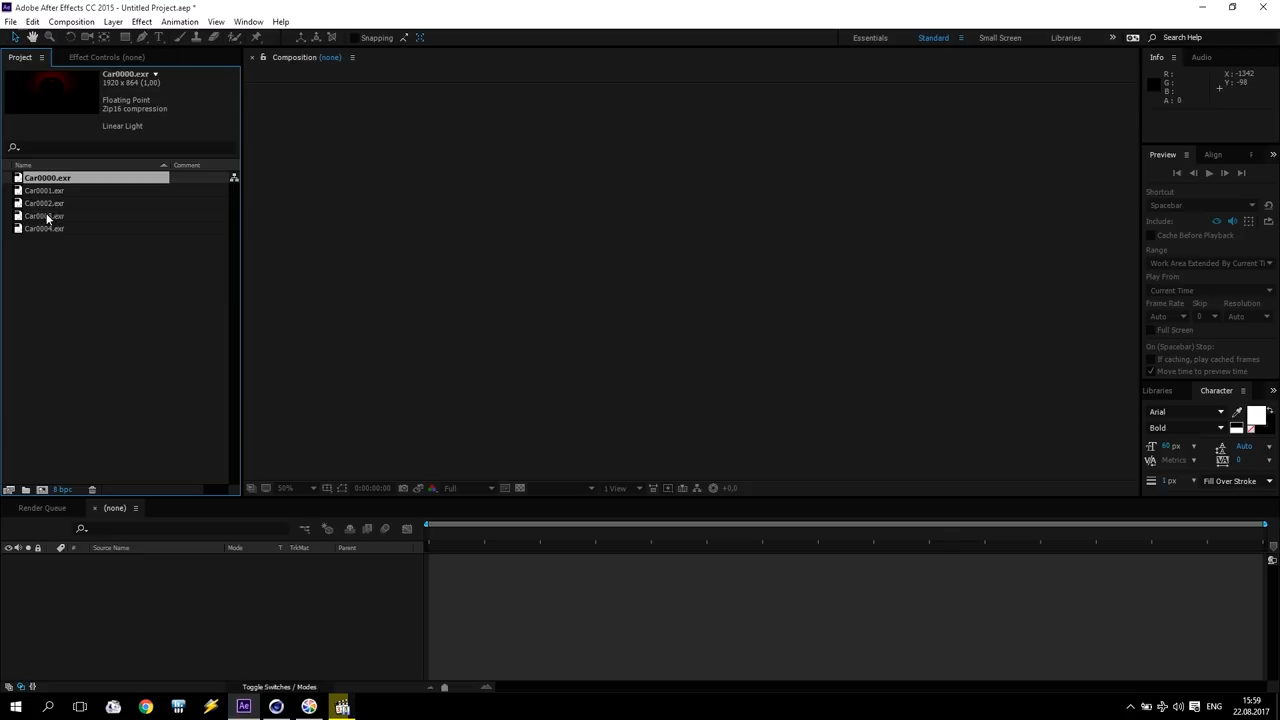 Adobe After Effects CC 2015 - Untitled Project.aep *
File Edit Composition Layer Effect Animation View Window Help
Snapping Essentials Standard Small Screen Libraries Search Help
Project Effect Controls (none) Composition (none) Info Audio
Car0000.exr
1920 x 864 (1,00)
Floating Point
Zip16 compression
Linear Light
R :
G :
B :
A : 0
X : -1342
Y : -98
Name Comment
Car0000.exr
Car0001.exr
Car0002.exr
Car0003.exr
Car0004.exr
Preview Align
Shortcut
Spacebar
Include:
Cache Before Playback
Range
Work Area Extended By Current Ti
Play From
Current Time
Frame Rate Skip Resolution
Auto 0 Auto
Full Screen
On (Spacebar) Stop:
If caching, play cached frames
Move time to preview time
Libraries Character
Arial
Bold
60 px Auto
Metrics 0
1 px Fill Over Stroke
8 bpc
50% 0:00:00:00 Full 1 View +0,0
Render Queue (none)
# Source Name Mode T TrkMat Parent
Toggle Switches / Modes
Ae
ENG
15:59
22.08.2017